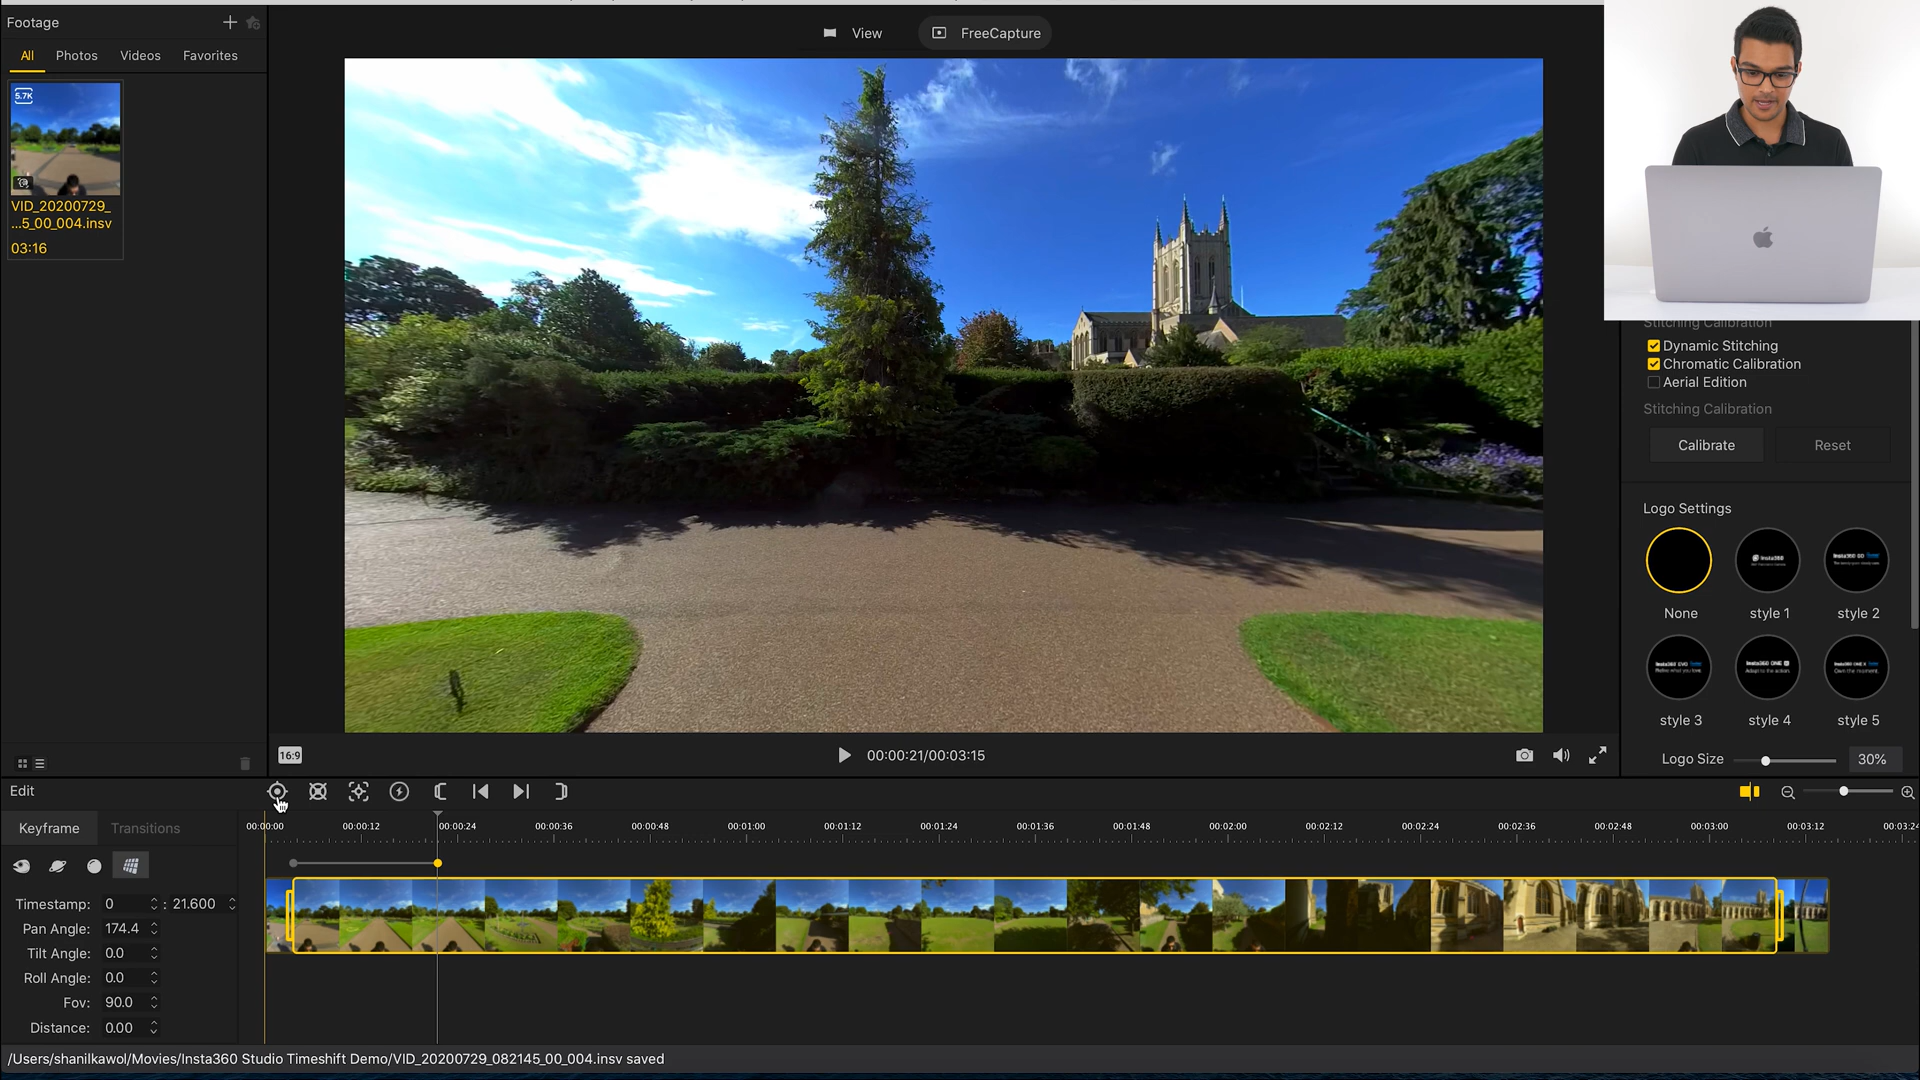 Footage
All Photos Videos Favorites
5.7K
VID_20200729_
...5_00_004.insv
03:16
View FreeCapture
16:9
00:00:21/00:03:15
Stitching Calibration
Dynamic Stitching
Chromatic Calibration
Aerial Edition
Stitching Calibration
Calibrate Reset
Logo Settings
None style 1 style 2
style 3 style 4 style 5
Logo Size 30%
Edit
Keyframe Transitions
00:00:00 00:00:12 00:00:24 00:00:36 00:00:48 00:01:00 00:01:12 00:01:24 00:01:36 00:01:48 00:02:00 00:02:12 00:02:24 00:02:36 00:02:48 00:03:00 00:03:12 00:03:24
Timestamp: 0 : 21.600
Pan Angle: 174.4
Tilt Angle: 0.0
Roll Angle: 0.0
Fov: 90.0
Distance: 0.00
/Users/shanilkawol/Movies/Insta360 Studio Timeshift Demo/VID_20200729_082145_00_004.insv saved